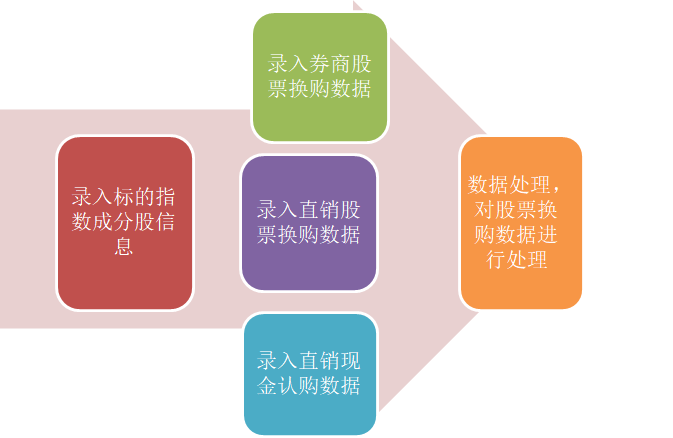 录入标的指
数成分股信
息
录入券商股
票换购数据
录入直销股
票换购数据
录入直销现
金认购数据
数据处理，
对股票换
购数据进
行处理